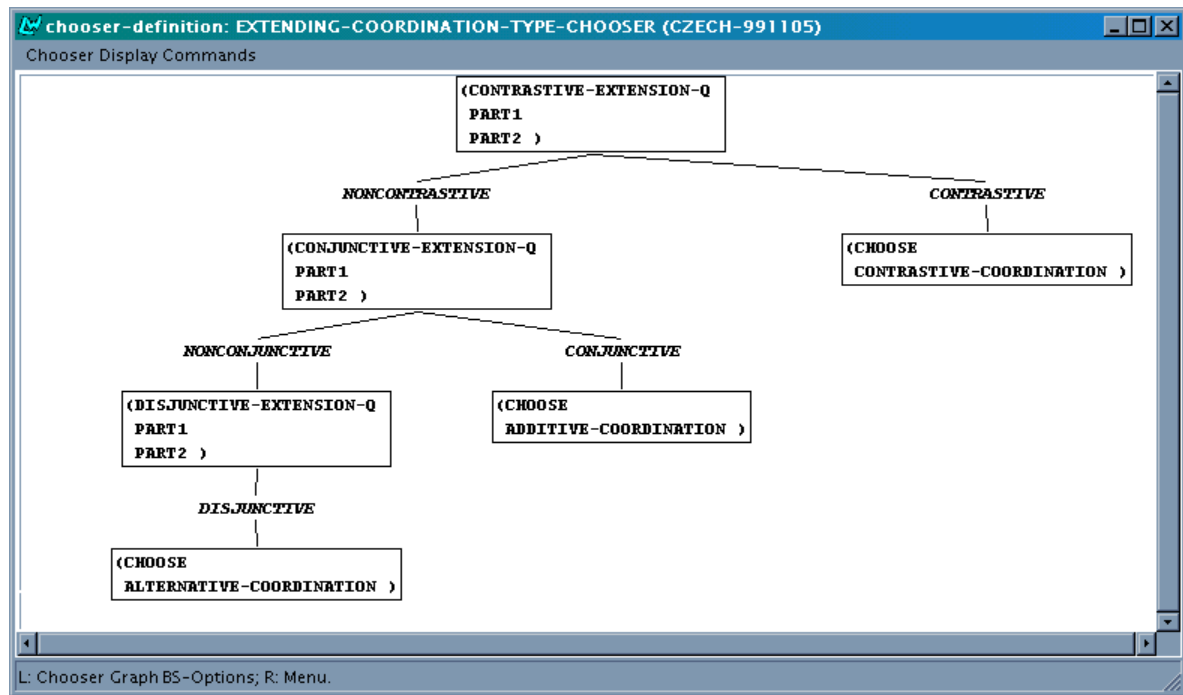 chooser-definition: EXTENDING-COORDINATION-TYPE-CHOOSER (CZECH-991105)
Chooser Display Commands
(CONTRASTIVE-EXTENSION-Q
PART1
PART2 )
NONCONTRASTIVE
CONTRASTIVE
(CONJUNCTIVE-EXTENSION-Q
PART1
PART2 )
(CHOOSE
CONTRASTIVE-COORDINATION )
NONCONJUNCTIVE
CONJUNCTIVE
(DISJUNCTIVE-EXTENSION-Q
PART1
PART2 )
(CHOOSE
ADDITIVE-COORDINATION )
DISJUNCTIVE
(CHOOSE
ALTERNATIVE-COORDINATION )
L: Chooser Graph BS-Options; R: Menu.